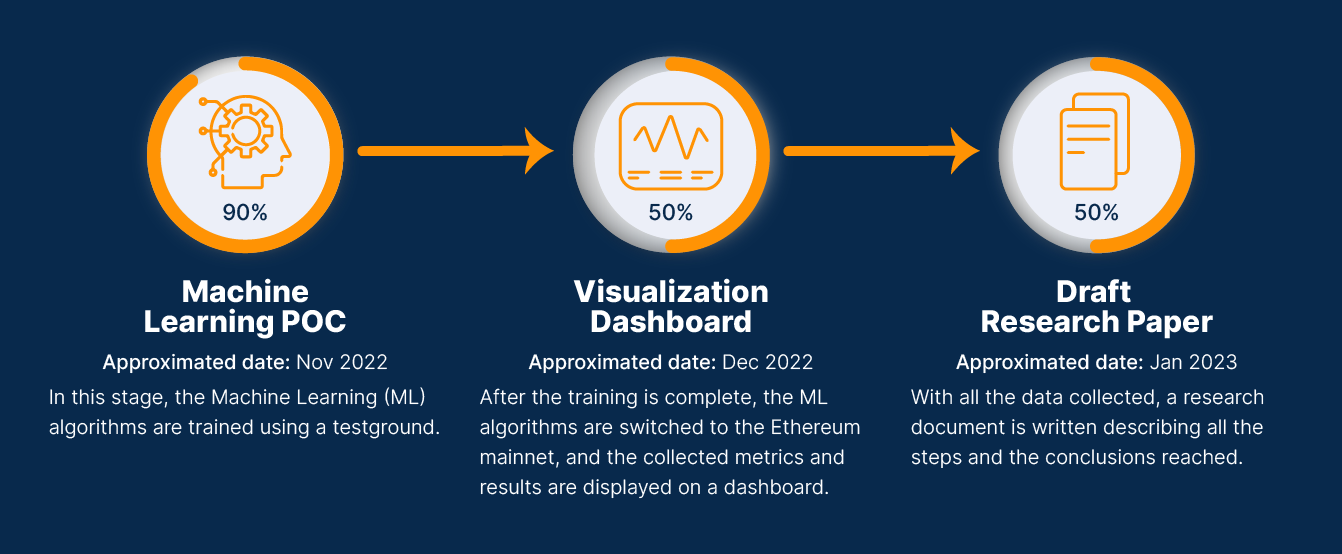 90%
Machine
Learning POC
Approximated date: Nov 2022
In this stage, the Machine Learning (ML)
algorithms are trained using a testground.
50%
Visualization
Dashboard
Approximated date: Dec 2022
After the training is complete, the ML
algorithms are switched to the Ethereum
mainnet, and the collected metrics and
results are displayed on a dashboard.
50%
Draft
Research Paper
Approximated date: Jan 2023
With all the data collected, a research
document is written describing all the
steps and the conclusions reached.